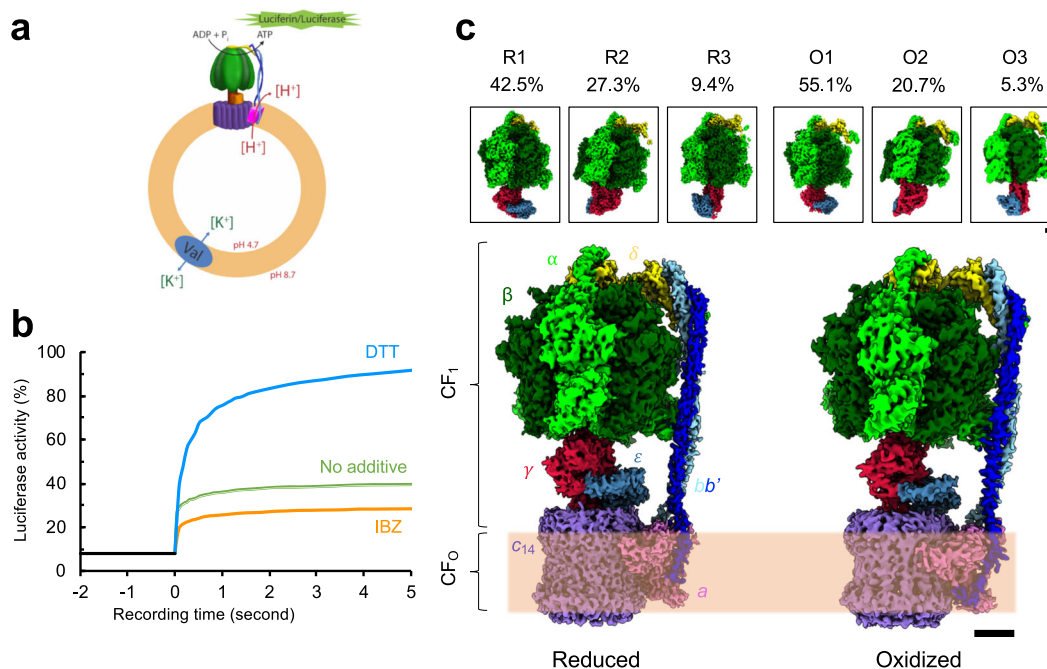 a
Luciferin/Luciferase
ADP + Pi
ATP
[H+]
[H+]
[K+]
Val
[K+]
pH 4.7
pH 8.7
b
Luciferase activity (%)
100
80
60
40
20
0
DTT
No additive
IBZ
-2 -1 0 1 2 3 4 5
Recording time (second)
c
R1 R2 R3 O1 O2 O3
42.5% 27.3% 9.4% 55.1% 20.7% 5.3%
α δ
β
CF1
γ ε
bb’
c14
CFO
a
Reduced Oxidized